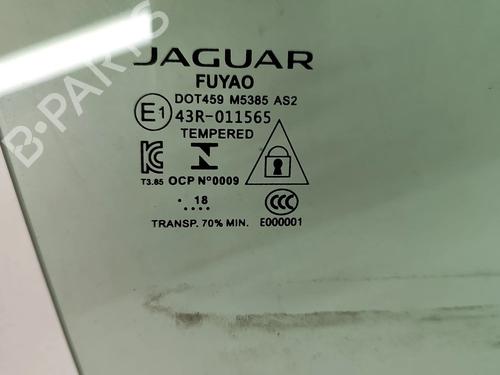 JAGUAR
FUYAO
DOT459 M5385 AS2
E1 43R-011565
TEMPERED
T3.85 OCP N°0009
18
TRANSP. 70% MIN. E000001
B-PARTS